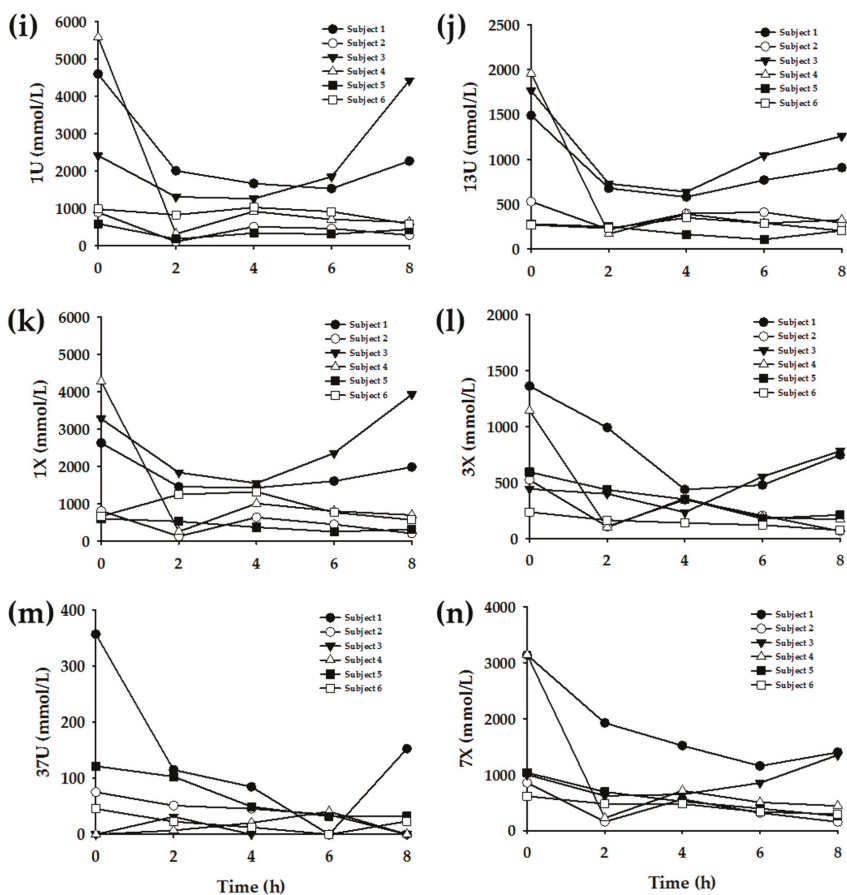 (i)
1U (mmol/L)
6000
5000
4000
3000
2000
1000
0
0 2 4 6 8
Subject 1
Subject 2
Subject 3
Subject 4
Subject 5
Subject 6
(j)
13U (mmol/L)
2500
2000
1500
1000
500
0
0 2 4 6 8
Subject 1
Subject 2
Subject 3
Subject 4
Subject 5
Subject 6
(k)
1X (mmol/L)
6000
5000
4000
3000
2000
1000
0
0 2 4 6 8
Subject 1
Subject 2
Subject 3
Subject 4
Subject 5
Subject 6
(l)
3X (mmol/L)
2000
1500
1000
500
0
0 2 4 6 8
Subject 1
Subject 2
Subject 3
Subject 4
Subject 5
Subject 6
(m)
37U (mmol/L)
400
300
200
100
0
0 2 4 6 8
Time (h)
Subject 1
Subject 2
Subject 3
Subject 4
Subject 5
Subject 6
(n)
7X (mmol/L)
4000
3000
2000
1000
0
0 2 4 6 8
Time (h)
Subject 1
Subject 2
Subject 3
Subject 4
Subject 5
Subject 6